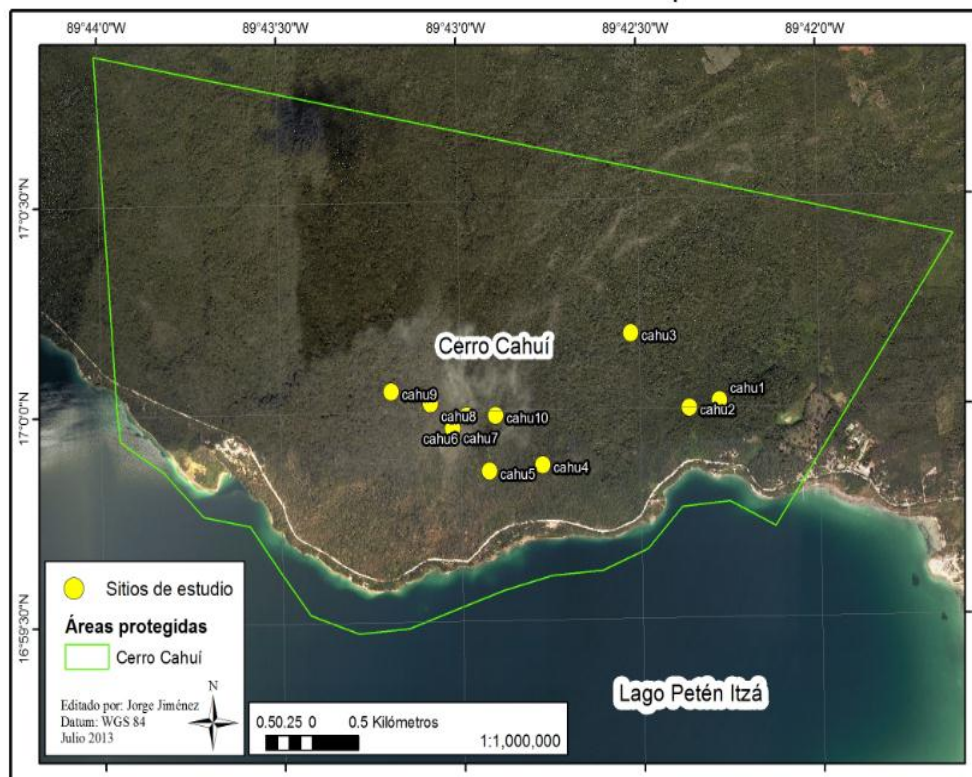 89°44'0"W 89°43'30"W 89°43'0"W 89°42'30"W 89°42'0"W
17°0'30"N
17°0'0"N
16°59'30"N
Cerro Cahuí
cahu3
cahu1
cahu2
cahu9
cahu8
cahu10
cahu6 cahu7
cahu4
cahu5
Lago Petén Itzá
Sitios de estudio
Áreas protegidas
Cerro Cahuí
Editado por: Jorge Jiménez
Datum: WGS 84
Julio 2013
N
0.50.25 0 0.5 Kilómetros
1:1,000,000